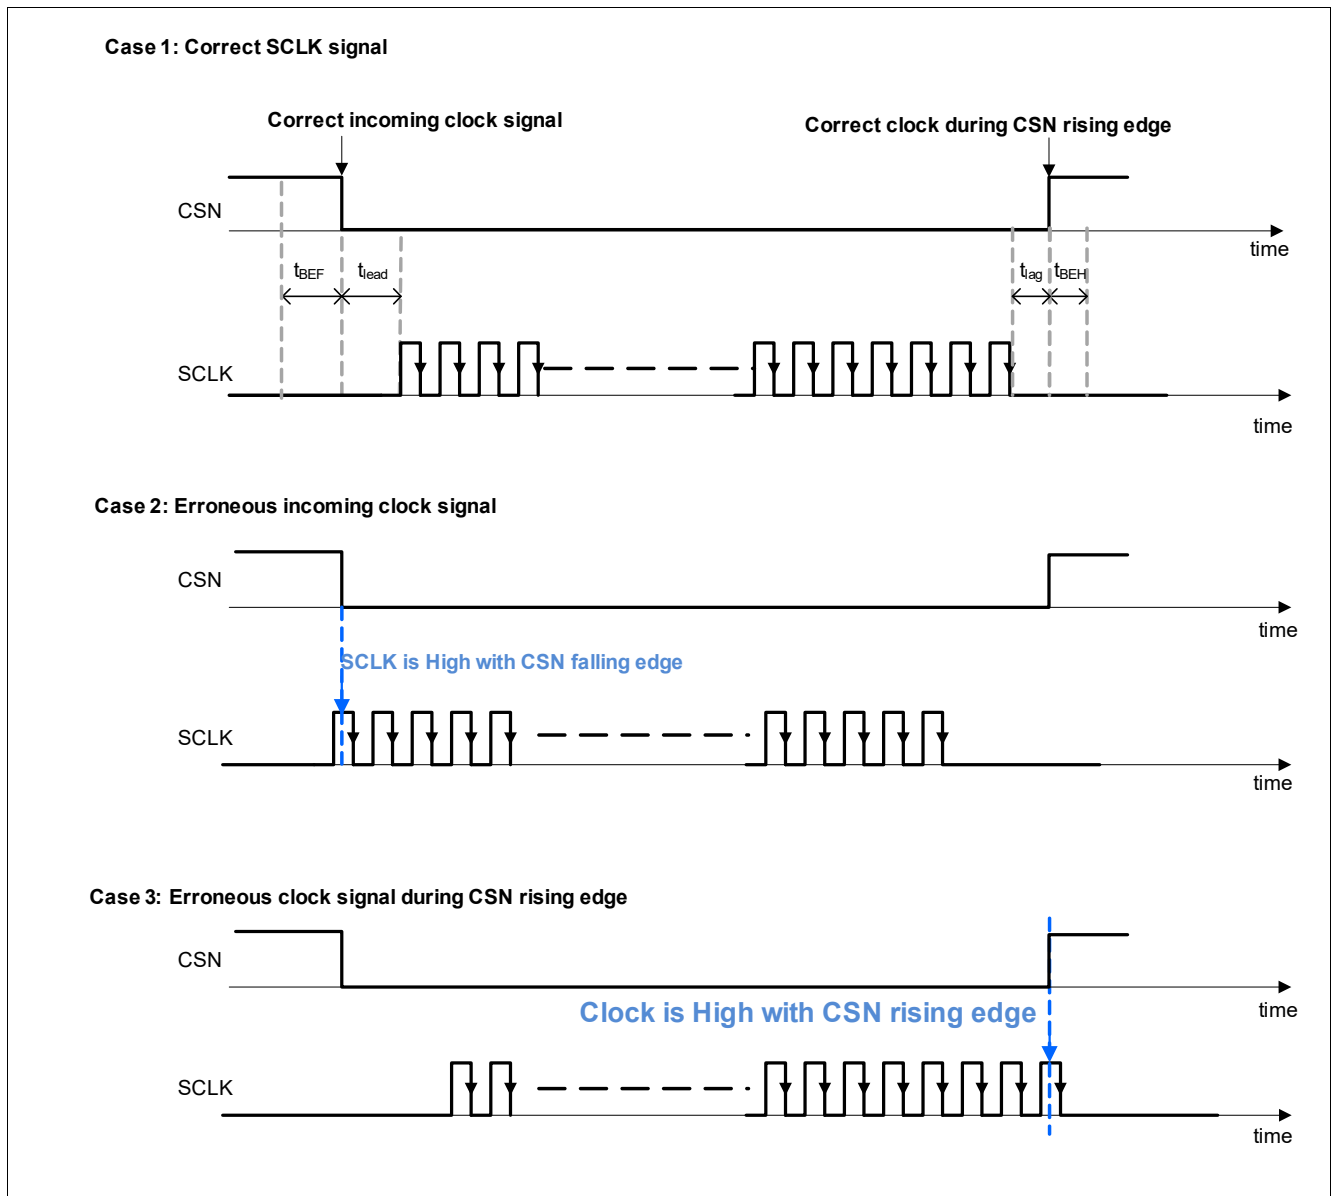 Case 1: Correct SCLK signal
Correct incoming clock signal
Correct clock during CSN rising edge
CSN
time
tBEF
tlead
tlag
tBEH
SCLK
time
Case 2: Erroneous incoming clock signal
CSN
time
SCLK is High with CSN falling edge
SCLK
time
Case 3: Erroneous clock signal during CSN rising edge
CSN
time
Clock is High with CSN rising edge
SCLK
time